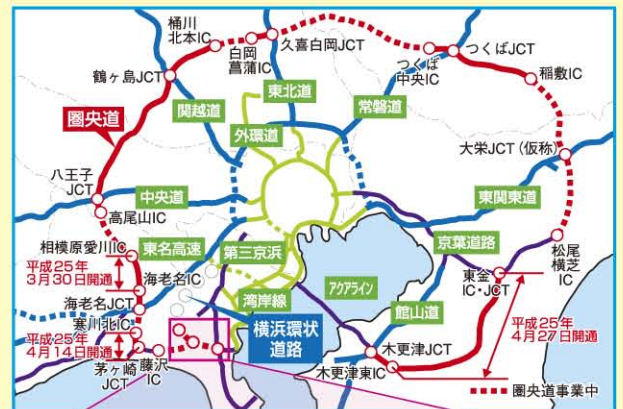 桶川
北本IC
白岡
菖蒲IC
久喜白岡JCT
つくば
中央IC
つくばJCT
稲敷IC
鶴ヶ島JCT
関越道
東北道
常磐道
圏央道
外環道
大栄JCT(仮称)
八王子
JCT
中央道
高尾山IC
東関東道
相模原愛川IC
東名高速
第三京浜
京葉道路
松尾
横芝
IC
平成25年
3月30日開通
海老名IC
東金
IC・JCT
アクアライン
海老名JCT
湾岸線
館山道
寒川北IC
横浜環状
道路
平成25年
4月27日開通
平成25年
4月14日開通
木更津JCT
茅ヶ崎
JCT
藤沢
IC
木更津東IC
圏央道事業中